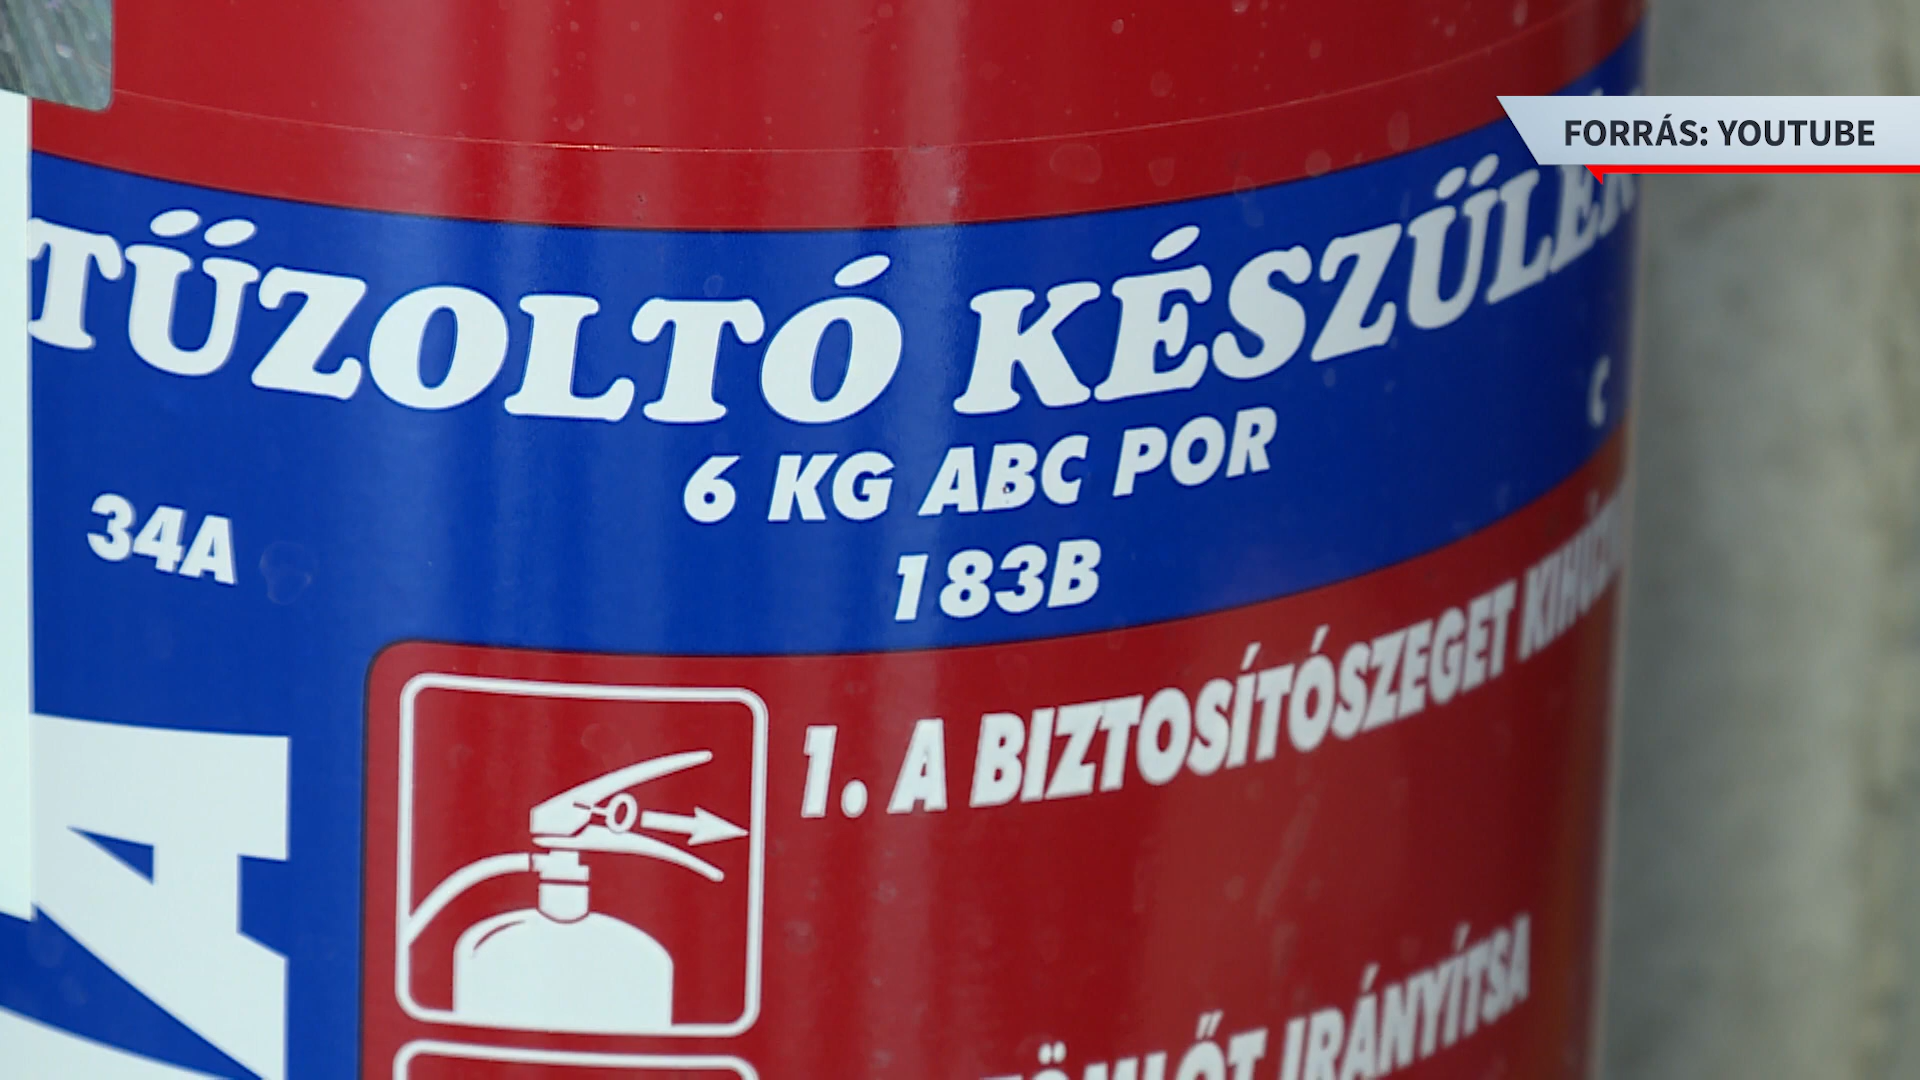 FORRÁS: YOUTUBE
TŰZOLTÓ KÉSZÜLÉK
6 KG ABC POR
34A 183B C
1. A BIZTOSÍTÓSZEGET
IRÁNYÍTSA